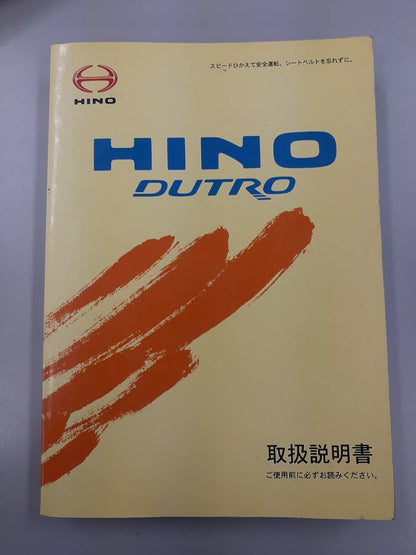 スピードひかえて安全運転、シートベルトを忘れずに。
HINO
HINO
DUTRO
取扱説明書
ご使用前に必ずお読みください。